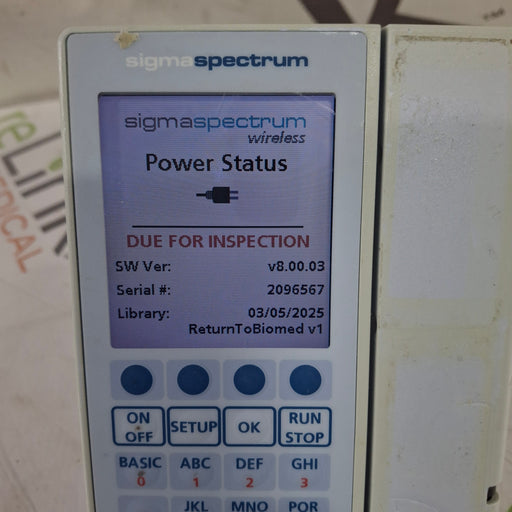 sigmaspectrum
sigmaspectrum
wireless
Power Status
DUE FOR INSPECTION
SW Ver: v8.00.03
Serial #: 2096567
Library: 03/05/2025
ReturnToBiomed v1
ON OFF SETUP OK RUN STOP
BASIC ABC DEF GHI
0 1 2 3
JKL MNO PQR
reLink
MEDICAL